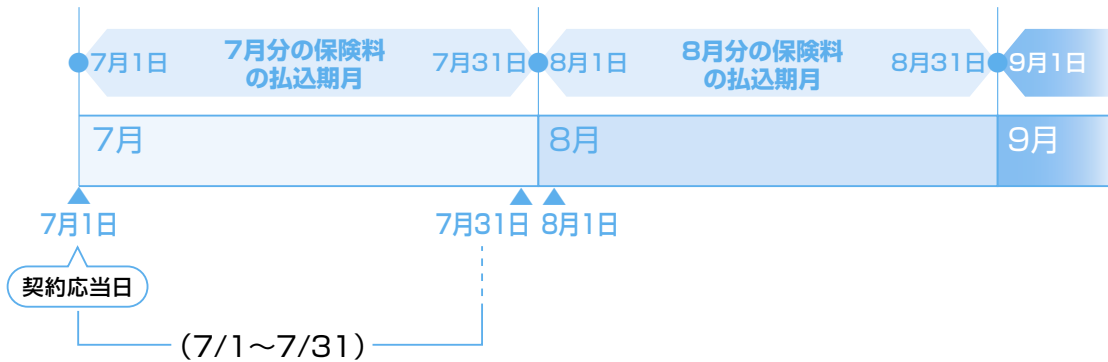 7月1日
7月分の保険料
の払込期月
7月31日
8月1日
8月分の保険料
の払込期月
8月31日
9月1日
7月
8月
9月
7月1日
7月31日
8月1日
契約応当日
（7/1～7/31）